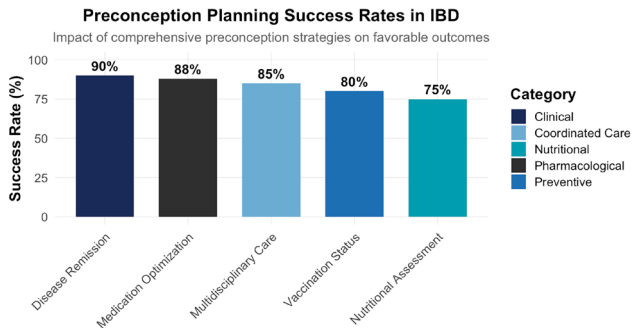 Preconception Planning Success Rates in IBD
Impact of comprehensive preconception strategies on favorable outcomes
Success Rate (%)
100
75
50
25
0
90%
88%
85%
80%
75%
Disease Remission
Medication Optimization
Multidisciplinary Care
Vaccination Status
Nutritional Assessment
Category
Clinical
Coordinated Care
Nutritional
Pharmacological
Preventive